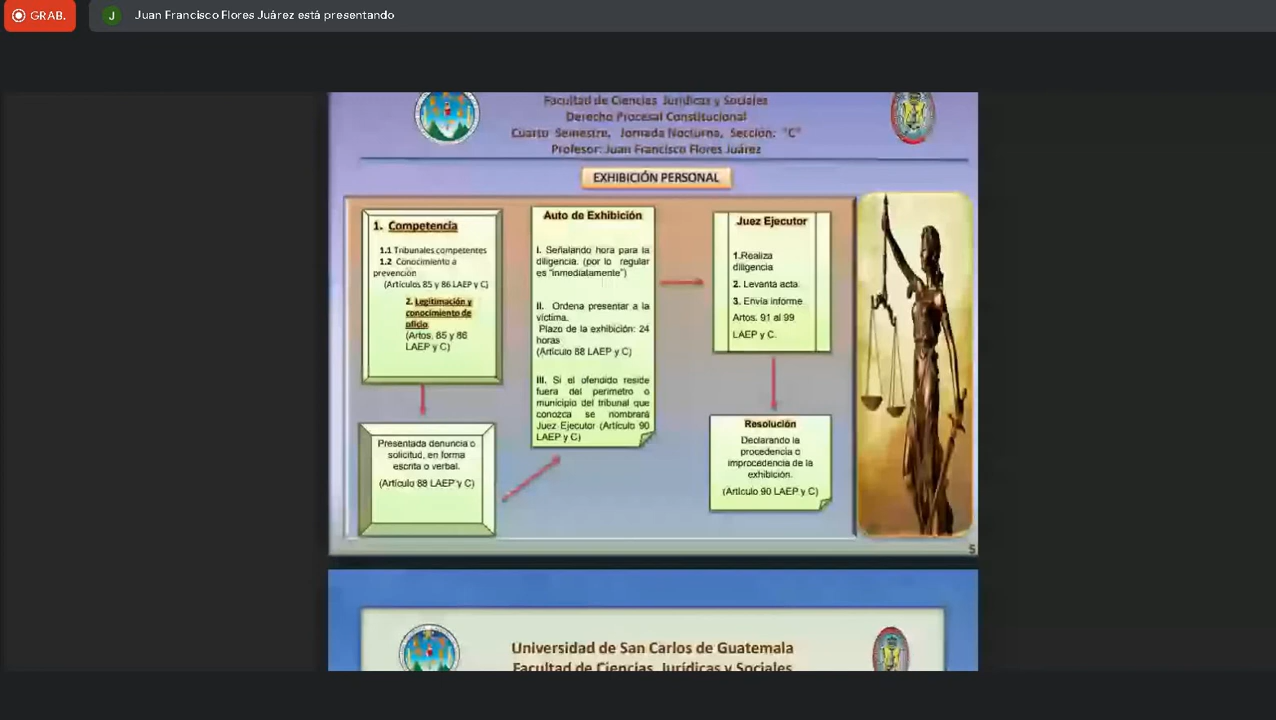 GRAB.
J
Juan Francisco Flores Juárez está presentando
Facultad de Ciencias Jurídicas y Sociales
Derecho Procesal Constitucional
Cuarto Semestre, Jornada Nocturna, Sección. "C"
Profesor: Juan Francisco Flores Juárez
EXHIBICIÓN PERSONAL
1. Competencia
1.1 Tribunales competentes
1.2 Conocimiento a
prevención
(Artículos 85 y 86 LAEP y C)
2. Legitimación y
conocimiento de
oficio
(Artos. 85 y 86
LAEP y C)
Presentada denuncia o
solicitud, en forma
escrita o verbal.
(Artículo 88 LAEP y C)
Auto de Exhibición
I. Señalando hora para la
diligencia. (por lo regular
es "inmediatamente")
II. Ordena presentar a la
víctima.
Plazo de la exhibición: 24
horas
(Artículo 88 LAEP y C)
III. Si el ofendido reside
fuera del perímetro o
municipio del tribunal que
conozca se nombrará
Juez Ejecutor (Artículo 90
LAEP y C)
Juez Ejecutor
1.Realiza
diligencia
2. Levanta acta.
3. Envía informe
Artos. 91 al 99
LAEP y C.
Resolución
Declarando la
procedencia o
improcedencia de la
exhibición.
(Artículo 90 LAEP y C)
5
Universidad de San Carlos de Guatemala
Facultad de Ciencias Jurídicas y Sociales